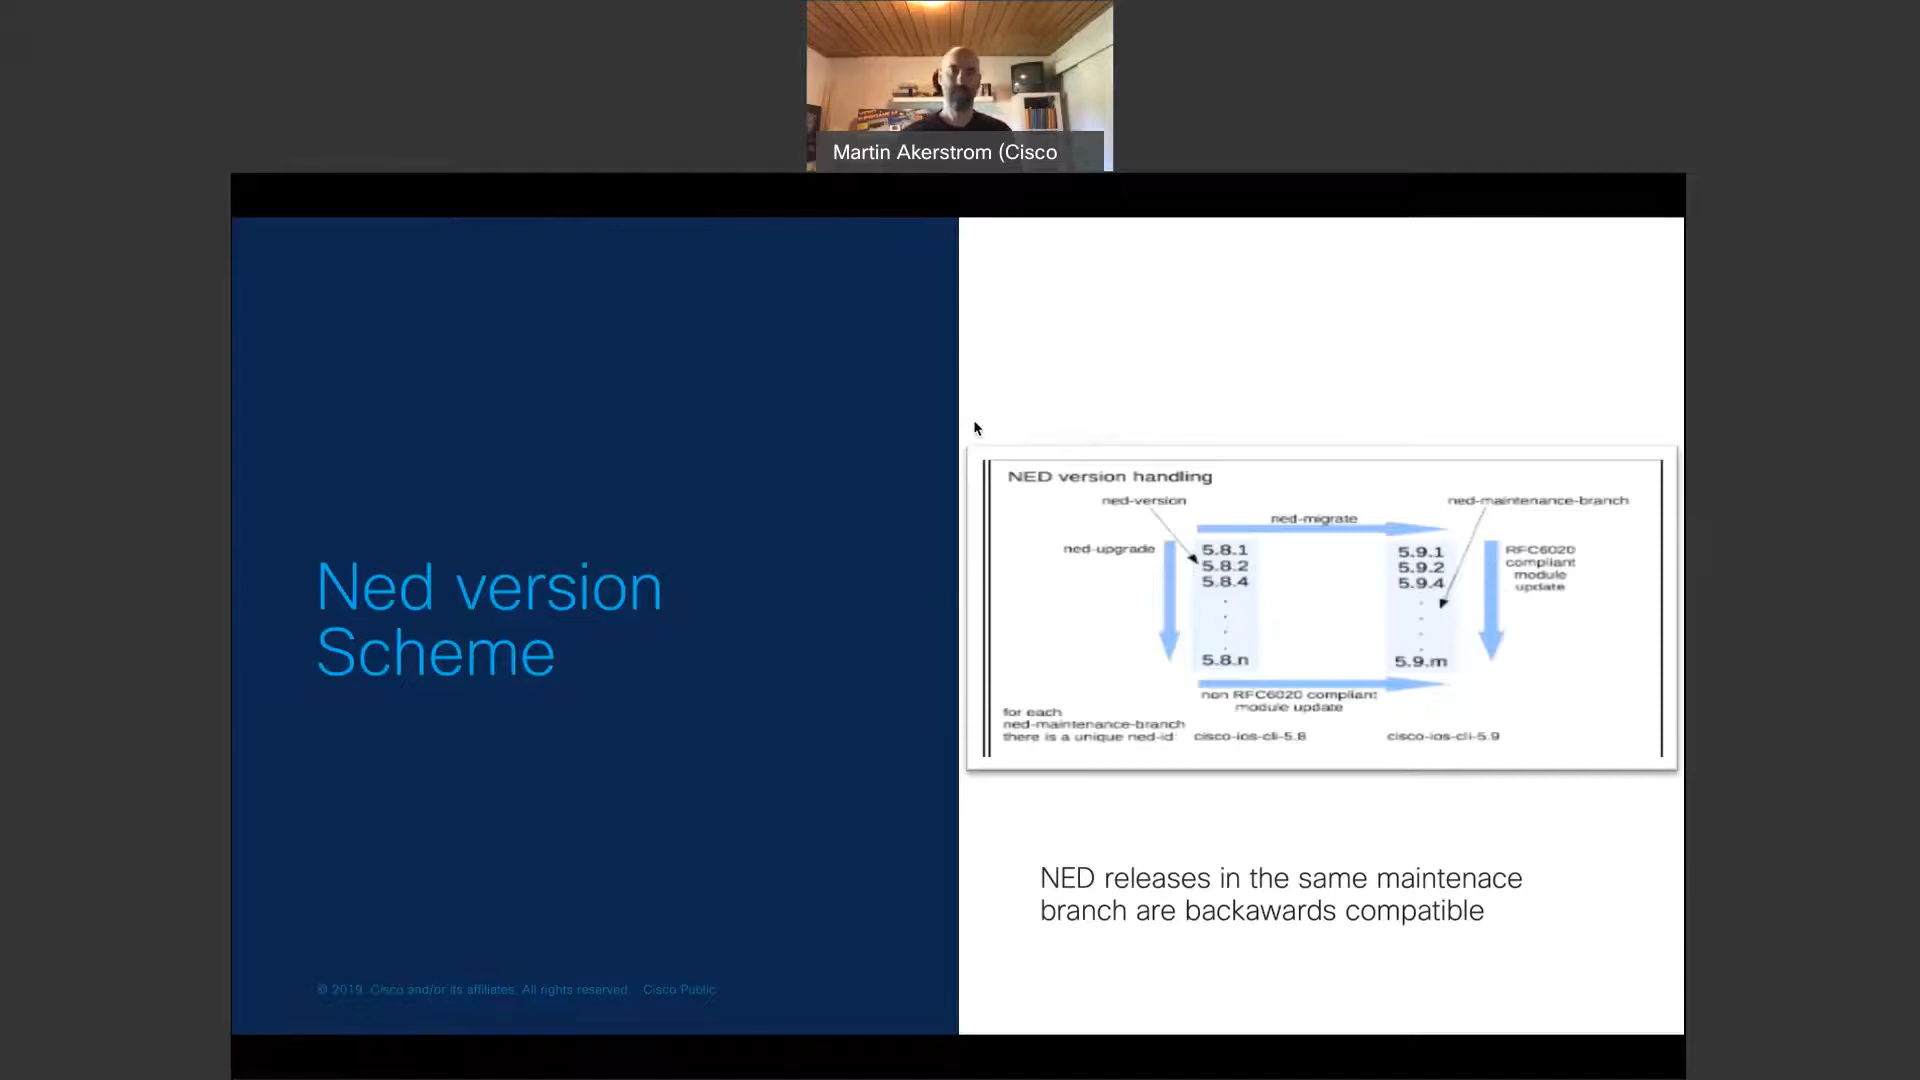 Martin Akerstrom (Cisco
Ned version
Scheme
© 2019 Cisco and/or its affiliates. All rights reserved. Cisco Public
NED version handling
ned-version
ned-maintenance-branch
ned-migrate
ned-upgrade
5.8.1
5.8.2
5.8.4
5.8.n
5.9.1
5.9.2
5.9.4
5.9.m
RFC6020
compliant
module
update
non RFC6020 compliant
module update
for each
ned-maintenance-branch
there is a unique ned-id:
cisco-ios-cli-5.8
cisco-ios-cli-5.9
NED releases in the same maintenace
branch are backawards compatible